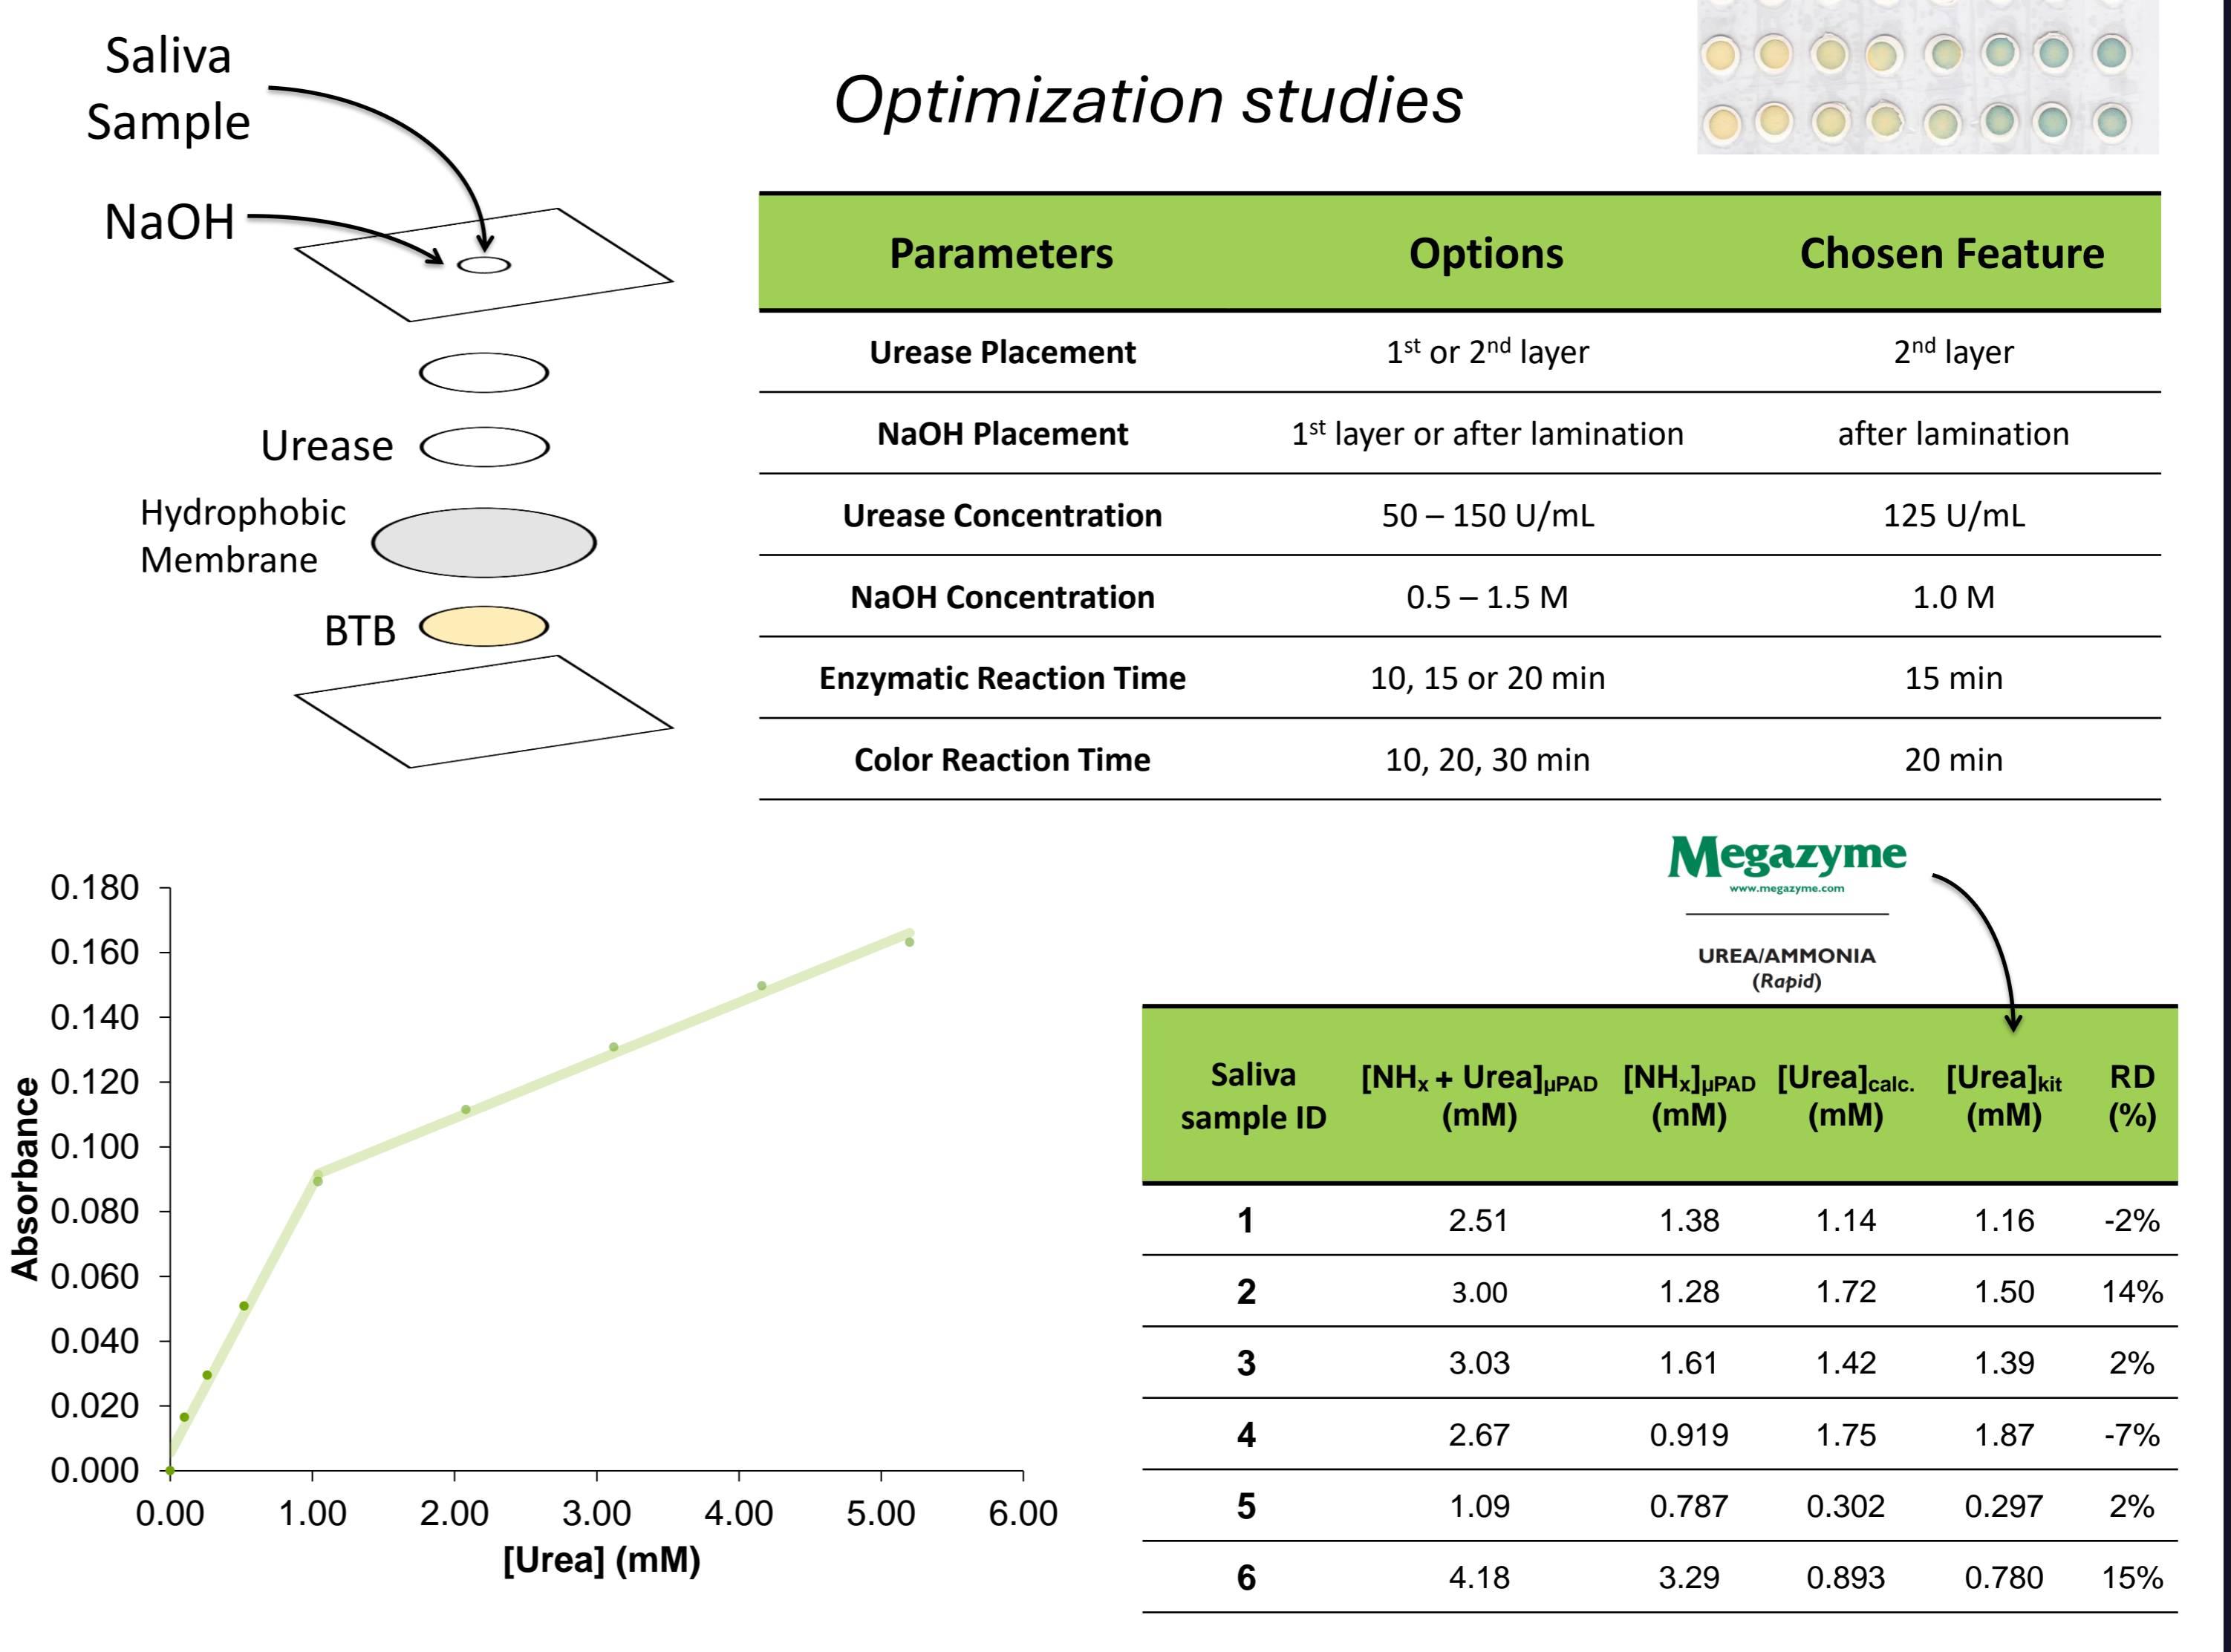 Saliva
Sample
NaOH
Urease
Hydrophobic
Membrane
BTB
Optimization studies
Parameters Options Chosen Feature
Urease Placement 1st or 2nd layer 2nd layer
NaOH Placement 1st layer or after lamination after lamination
Urease Concentration 50 – 150 U/mL 125 U/mL
NaOH Concentration 0.5 – 1.5 M 1.0 M
Enzymatic Reaction Time 10, 15 or 20 min 15 min
Color Reaction Time 10, 20, 30 min 20 min
0.180
0.160
0.140
0.120
0.100
0.080
0.060
0.040
0.020
0.000
Absorbance
0.00 1.00 2.00 3.00 4.00 5.00 6.00
[Urea] (mM)
Megazyme
www.megazyme.com
UREA/AMMONIA
(Rapid)
Saliva [NHx + Urea]µPAD [NHx]µPAD [Urea]calc. [Urea]kit RD
sample ID (mM) (mM) (mM) (mM) (%)
1 2.51 1.38 1.14 1.16 -2%
2 3.00 1.28 1.72 1.50 14%
3 3.03 1.61 1.42 1.39 2%
4 2.67 0.919 1.75 1.87 -7%
5 1.09 0.787 0.302 0.297 2%
6 4.18 3.29 0.893 0.780 15%